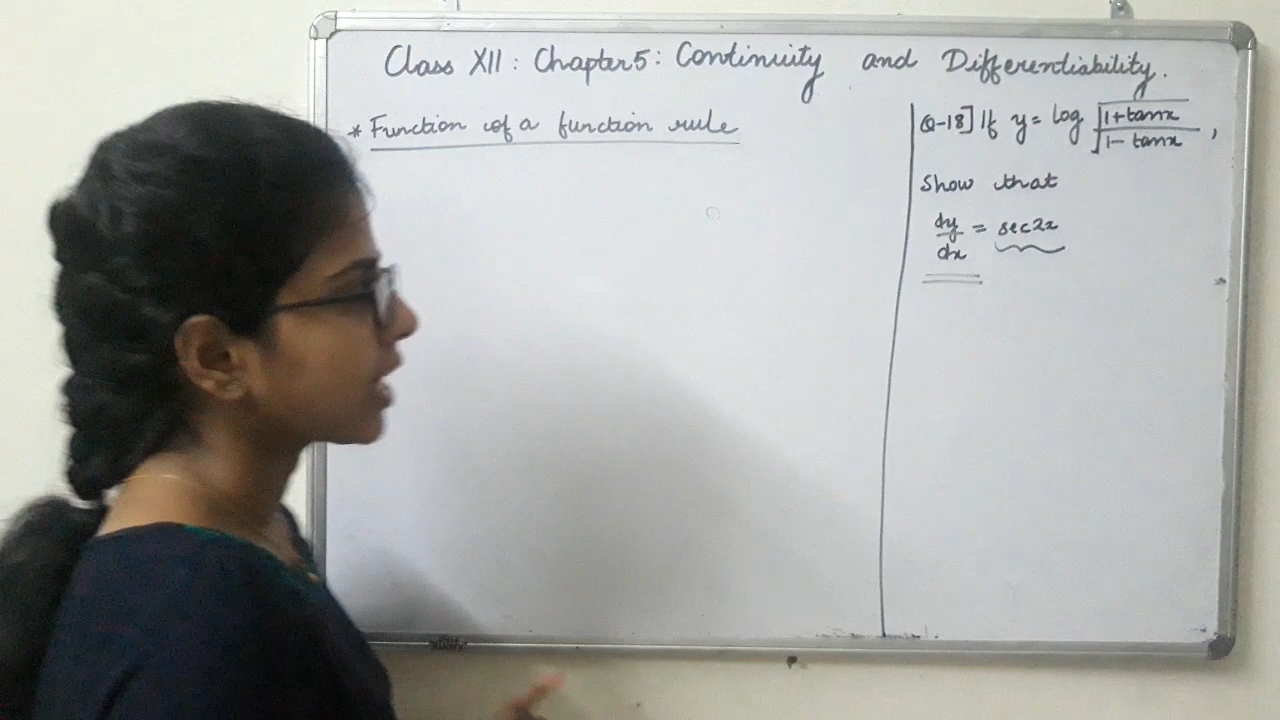 Class XII : Chapter 5 : Continuity and Differentiability.
* Function of a function rule
Q-18] If y = log √(1+tanx)/√(1-tanx) ,
Show that
dy/dx = sec2x